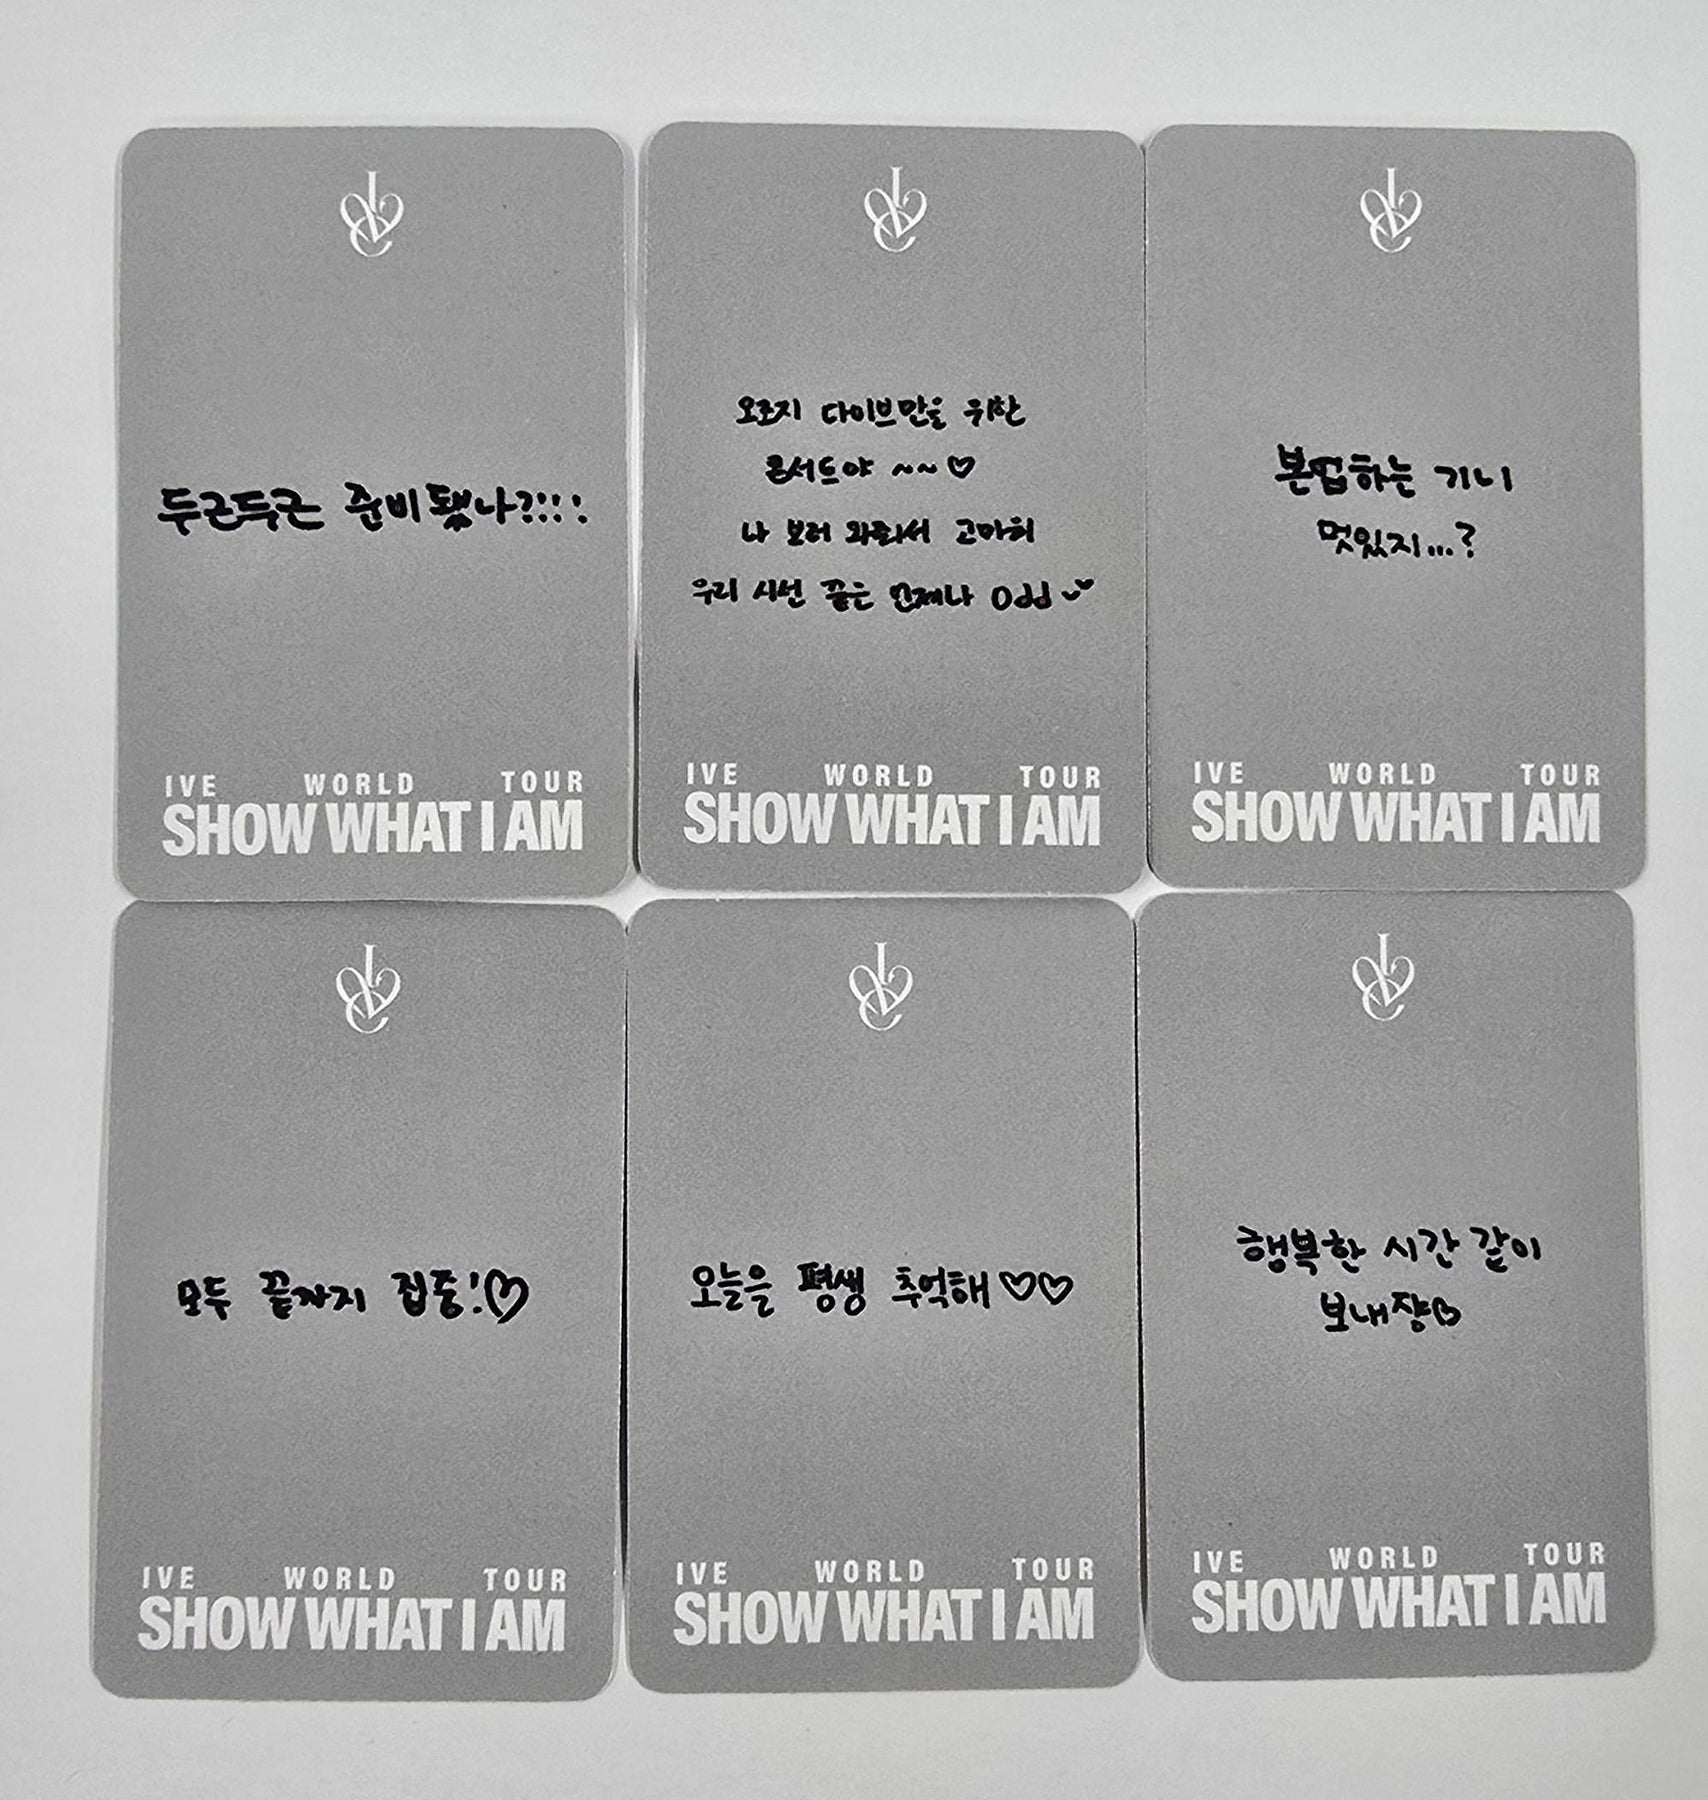 두근두근 준비됐나?!!!
IVE WORLD TOUR
SHOW WHAT I AM
오로지 다이브만을 위한
콘서트야 ~~♡
나 보러 와줘서 고마워
우리 시선 끝은 언제나 Odd
IVE WORLD TOUR
SHOW WHAT I AM
본업하는 기니
멋있지...?
IVE WORLD TOUR
SHOW WHAT I AM
모두 끝까지 집중!♡
IVE WORLD TOUR
SHOW WHAT I AM
오늘을 평생 추억해♡♡
IVE WORLD TOUR
SHOW WHAT I AM
행복한 시간 같이
보내쟝♡
IVE WORLD TOUR
SHOW WHAT I AM